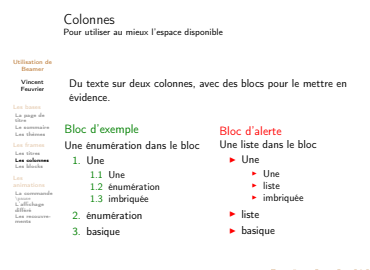 Colonnes
Pour utiliser au mieux l'espace disponible
Utilisation de
Beamer
Vincent
Feuvrier
Les bases
La page de
titre
Le sommaire
Les thèmes
Les frames
Les titres
Les colonnes
Les blocks
Les
animations
La commande
\pause
L'affichage
différé
Les recouvre-
ments
Du texte sur deux colonnes, avec des blocs pour le mettre en
évidence.
Bloc d'exemple
Une énumération dans le bloc
1. Une
1.1 Une
1.2 énumération
1.3 imbriquée
2. énumération
3. basique
Bloc d'alerte
Une liste dans le bloc
▶ Une
▶ Une
▶ liste
▶ imbriquée
▶ liste
▶ basique